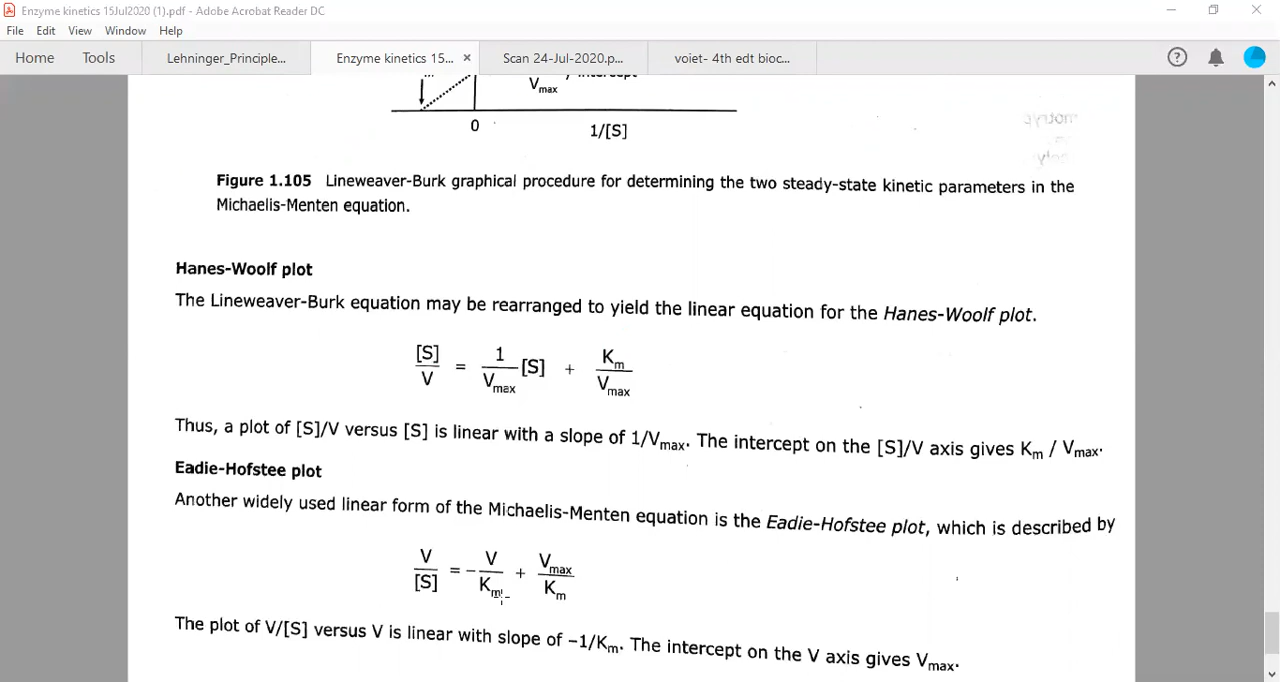 Enzyme kinetics 15Jul2020 (1).pdf - Adobe Acrobat Reader DC
File Edit View Window Help
Home Tools Lehninger_Principle... Enzyme kinetics 15... × Scan 24-Jul-2020.p... voiet- 4th edt bioc...
Vmax
0 1/[S]
Figure 1.105 Lineweaver-Burk graphical procedure for determining the two steady-state kinetic parameters in the
Michaelis-Menten equation.
Hanes-Woolf plot
The Lineweaver-Burk equation may be rearranged to yield the linear equation for the Hanes-Woolf plot.
[S]/V = 1/Vmax [S] + Km/Vmax
Thus, a plot of [S]/V versus [S] is linear with a slope of 1/Vmax. The intercept on the [S]/V axis gives Km / Vmax.
Eadie-Hofstee plot
Another widely used linear form of the Michaelis-Menten equation is the Eadie-Hofstee plot, which is described by
V/[S] = - V/Km + Vmax/Km
The plot of V/[S] versus V is linear with slope of -1/Km. The intercept on the V axis gives Vmax.